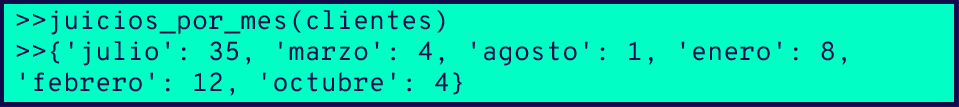 >>juicios_por_mes(clientes)
>>{'julio': 35, 'marzo': 4, 'agosto': 1, 'enero': 8,
'febrero': 12, 'octubre': 4}